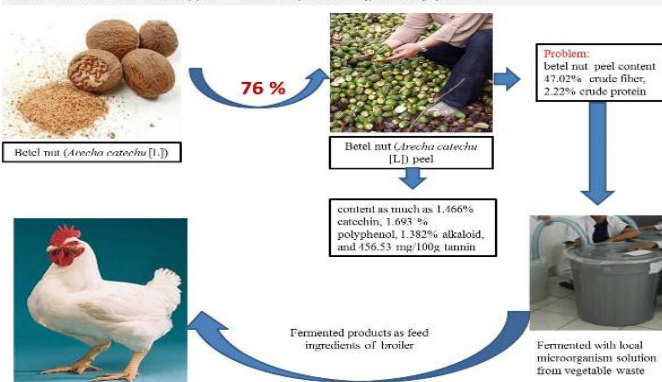 76 %
Betel nut (Arecha catechu [L])
Betel nut (Arecha catechu
[L]) peel
Problem:
betel nut peel content
47.02% crude fiber,
2.22% crude protein
content as much as 1.466%
catechin, 1.693 %
polyphenol, 1.382% alkaloid,
and 456.53 mg/100g tannin
Fermented products as feed
ingredients of broiler
Fermented with local
microorganism solution
from vegetable waste